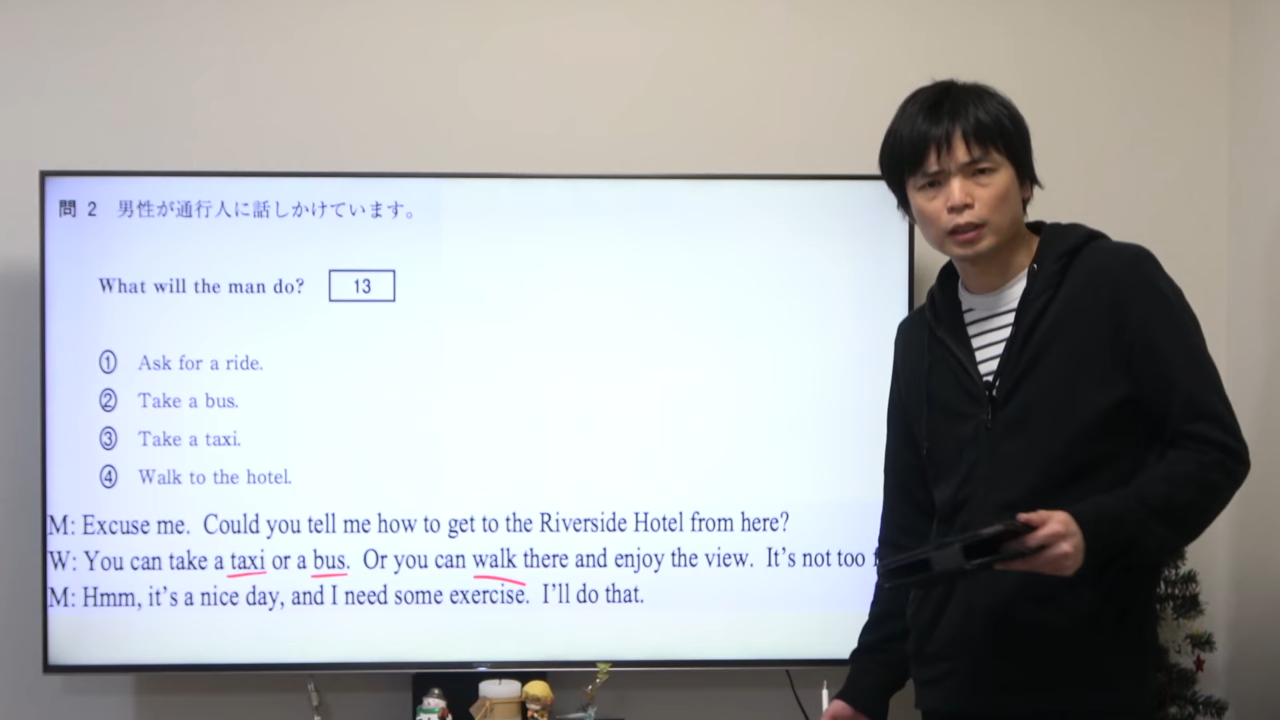 問 2 男性が通行人に話しかけています。
What will the man do? 13
① Ask for a ride.
② Take a bus.
③ Take a taxi.
④ Walk to the hotel.
M: Excuse me. Could you tell me how to get to the Riverside Hotel from here?
W: You can take a taxi or a bus. Or you can walk there and enjoy the view. It's not too
M: Hmm, it's a nice day, and I need some exercise. I'll do that.